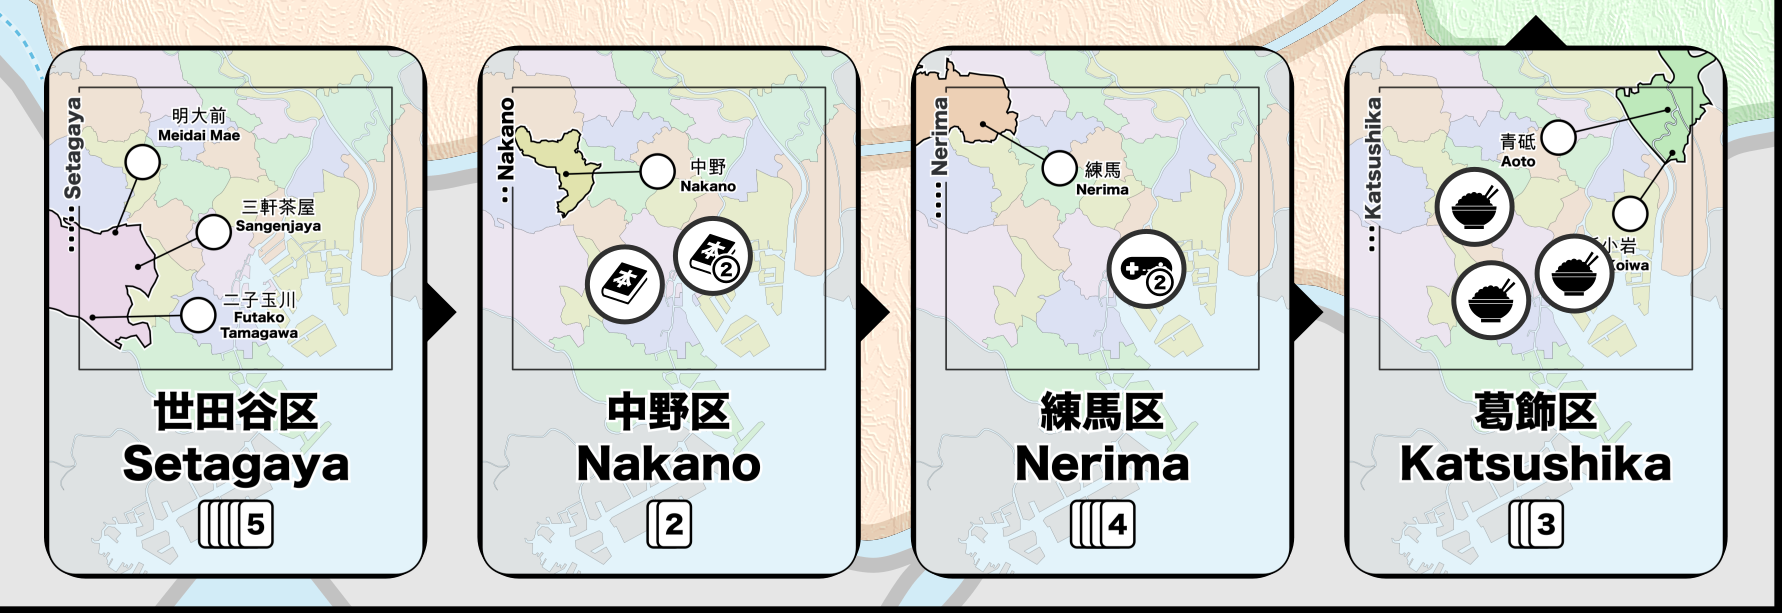 Setagaya
明大前
Meidai Mae
三軒茶屋
Sangenjaya
二子玉川
Futako
Tamagawa
世田谷区
Setagaya
5
Nakano
中野
Nakano
本
本
2
中野区
Nakano
2
Nerima
練馬
Nerima
2
練馬区
Nerima
4
Katsushika
青砥
Aoto
小岩
Koiwa
葛飾区
Katsushika
3